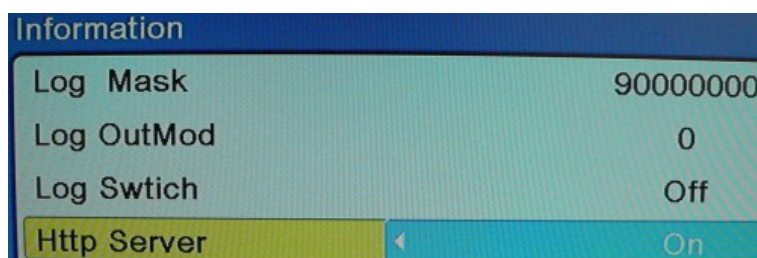 Information
Log Mask 90000000
Log OutMod 0
Log Swtich Off
Http Server On